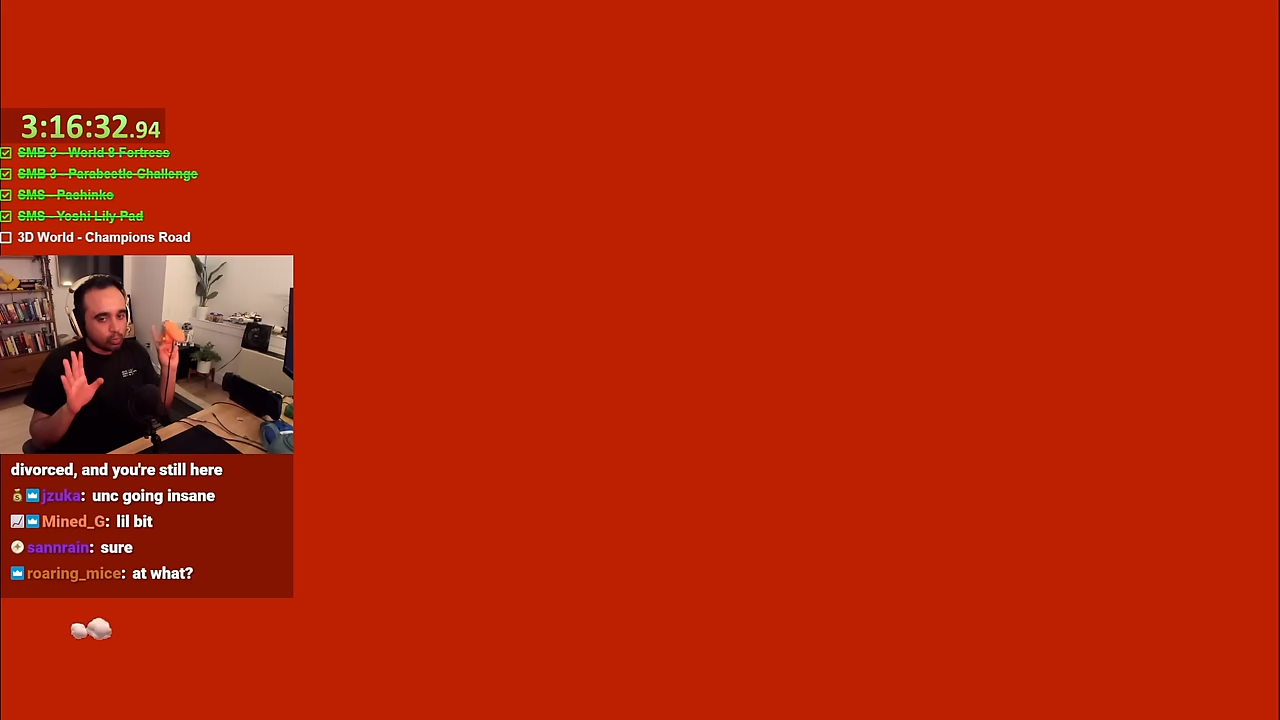 3:16:32.94
SMB 3 - World 8 Fortress
SMB 3 - Parabeetle Challenge
SMS - Pachinko
SMS - Yoshi Lily Pad
3D World - Champions Road
divorced, and you're still here
jzuka: unc going insane
Mined_G: lil bit
sannrain: sure
roaring_mice: at what?